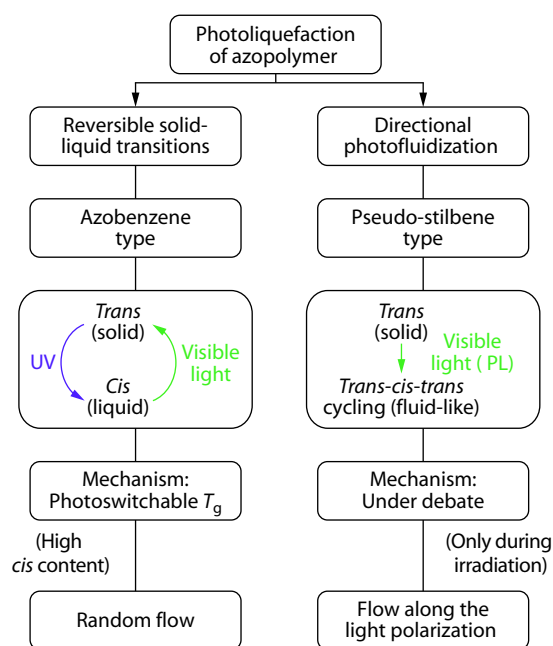 Photoliquefaction
of azopolymer
Reversible solid-
liquid transitions
Azobenzene
type
Trans
(solid)
UV
Visible
light
Cis
(liquid)
Mechanism:
Photoswitchable Tg
(High
cis content)
Random flow
Directional
photofluidization
Pseudo-stilbene
type
Trans
(solid)
Visible
light ( PL)
Trans-cis-trans
cycling (fluid-like)
Mechanism:
Under debate
(Only during
irradiation)
Flow along the
light polarization